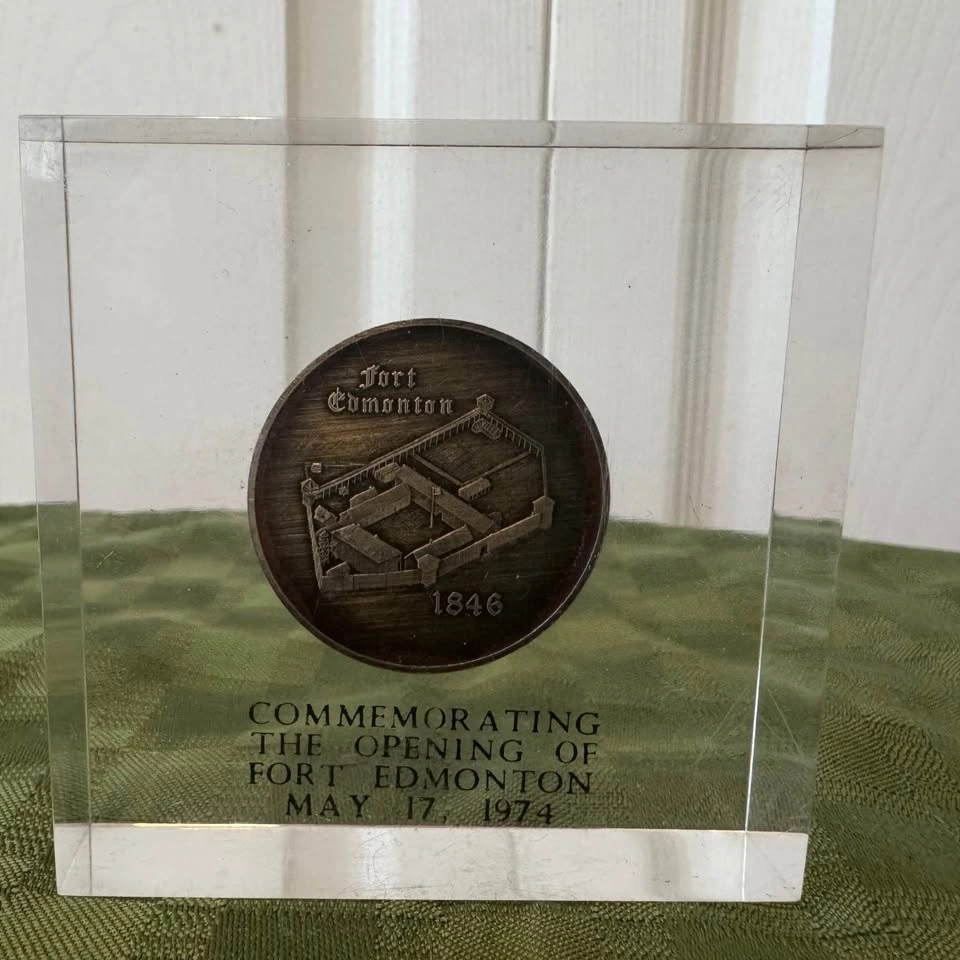 Fort
Edmonton
1846
COMMEMORATING
THE OPENING OF
FORT EDMONTON
MAY 17, 1974